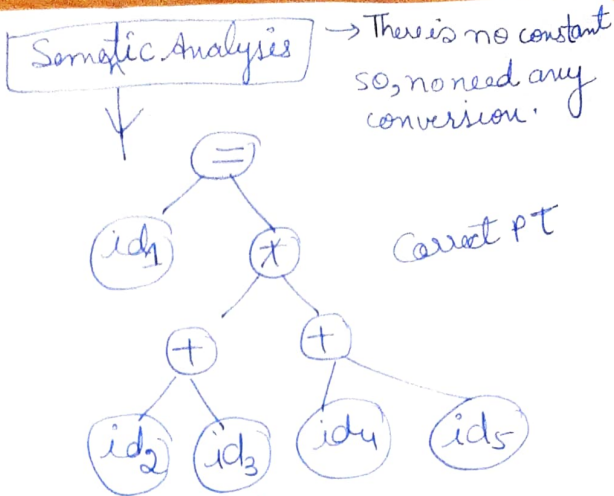 Sematic Analysis
→ There is no constant
so, no need any
conversion.
=
id1
*
Correct PT
+
+
id2
id3
id4
id5